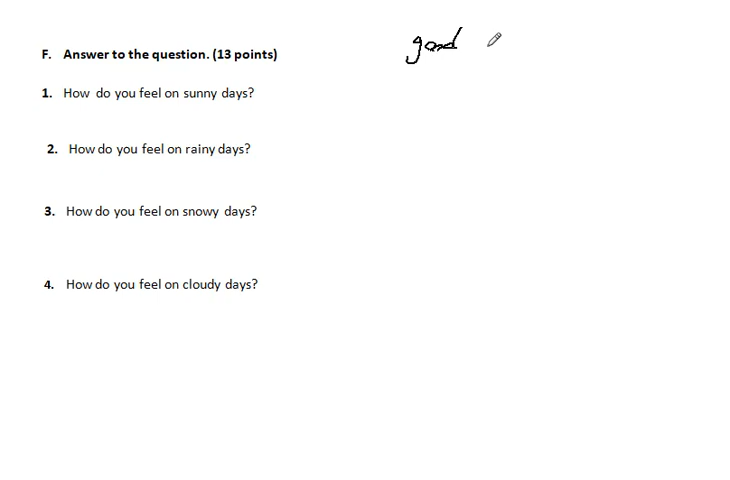 good
F. Answer to the question. (13 points)
1. How do you feel on sunny days?
2. How do you feel on rainy days?
3. How do you feel on snowy days?
4. How do you feel on cloudy days?